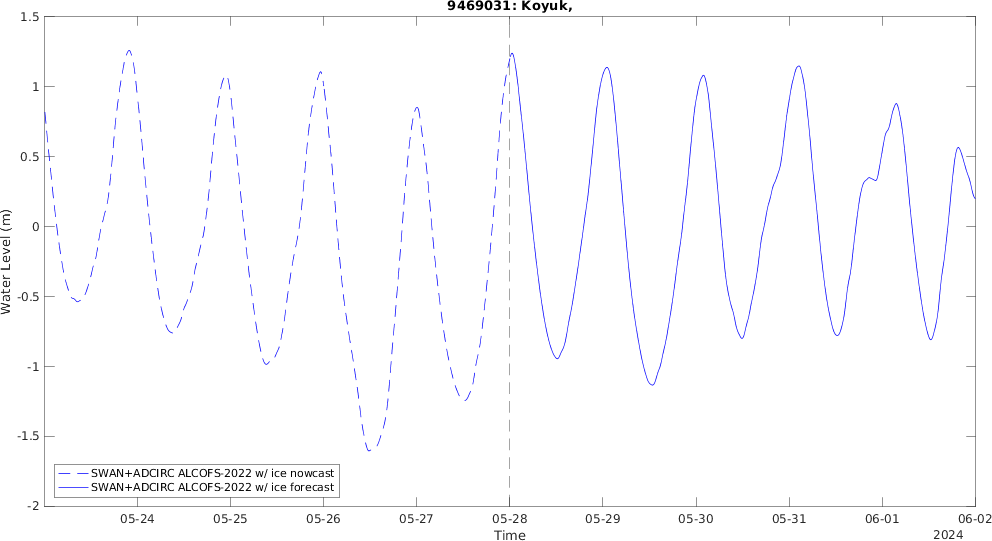 9469031: Koyuk,
1.5
1
0.5
0
-0.5
-1
-1.5
-2
Water Level (m)
SWAN+ADCIRC ALCOFS-2022 w/ ice nowcast
SWAN+ADCIRC ALCOFS-2022 w/ ice forecast
05-24 05-25 05-26 05-27 05-28 05-29 05-30 05-31 06-01 06-02
Time
2024